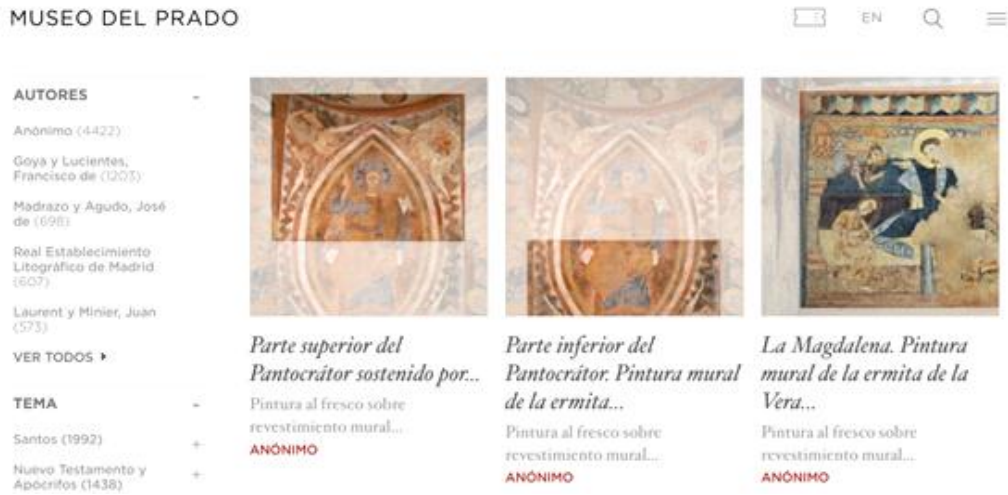 MUSEO DEL PRADO
EN
AUTORES -
Anónimo (4422)
Goya y Lucientes,
Francisco de (1203)
Madrazo y Agudo, José
de (698)
Real Establecimiento
Litográfico de Madrid
(607)
Laurent y Minier, Juan
(573)
VER TODOS
TEMA -
Santos (1992) +
Nuevo Testamento y +
Apócrifos (1438)
Parte superior del
Pantocrátor sostenido por...
Pintura al fresco sobre
revestimiento mural...
ANÓNIMO
Parte inferior del
Pantocrátor. Pintura mural
de la ermita...
Pintura al fresco sobre
revestimiento mural...
ANÓNIMO
La Magdalena. Pintura
mural de la ermita de la
Vera...
Pintura al fresco sobre
revestimiento mural...
ANÓNIMO